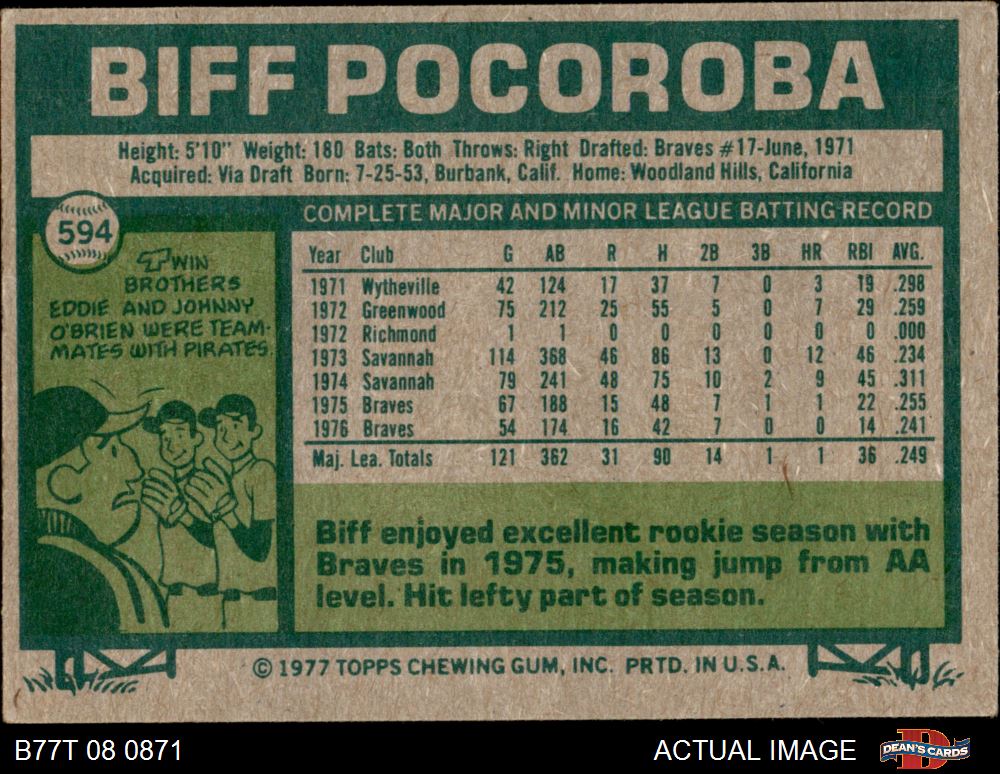 BIFF POCOROBA
Height: 5'10" Weight: 180 Bats: Both Throws: Right Drafted: Braves #17-June, 1971
Acquired: Via Draft Born: 7-25-53, Burbank, Calif. Home: Woodland Hills, California
594
TWIN
BROTHERS
EDDIE AND JOHNNY
O'BRIEN WERE TEAM-
MATES WITH PIRATES.
COMPLETE MAJOR AND MINOR LEAGUE BATTING RECORD
Year Club G AB R H 2B 3B HR RBI AVG.
1971 Wytheville 42 124 17 37 7 0 3 19 .298
1972 Greenwood 75 212 25 55 5 0 7 29 .259
1972 Richmond 1 1 0 0 0 0 0 0 .000
1973 Savannah 114 368 46 86 13 0 12 46 .234
1974 Savannah 79 241 48 75 10 2 9 45 .311
1975 Braves 67 188 15 48 7 1 1 22 .255
1976 Braves 54 174 16 42 7 0 0 14 .241
Maj. Lea. Totals 121 362 31 90 14 1 1 36 .249
Biff enjoyed excellent rookie season with
Braves in 1975, making jump from AA
level. Hit lefty part of season.
© 1977 TOPPS CHEWING GUM, INC. PRTD. IN U.S.A.
B77T 08 0871
ACTUAL IMAGE
DEAN'S CARDS